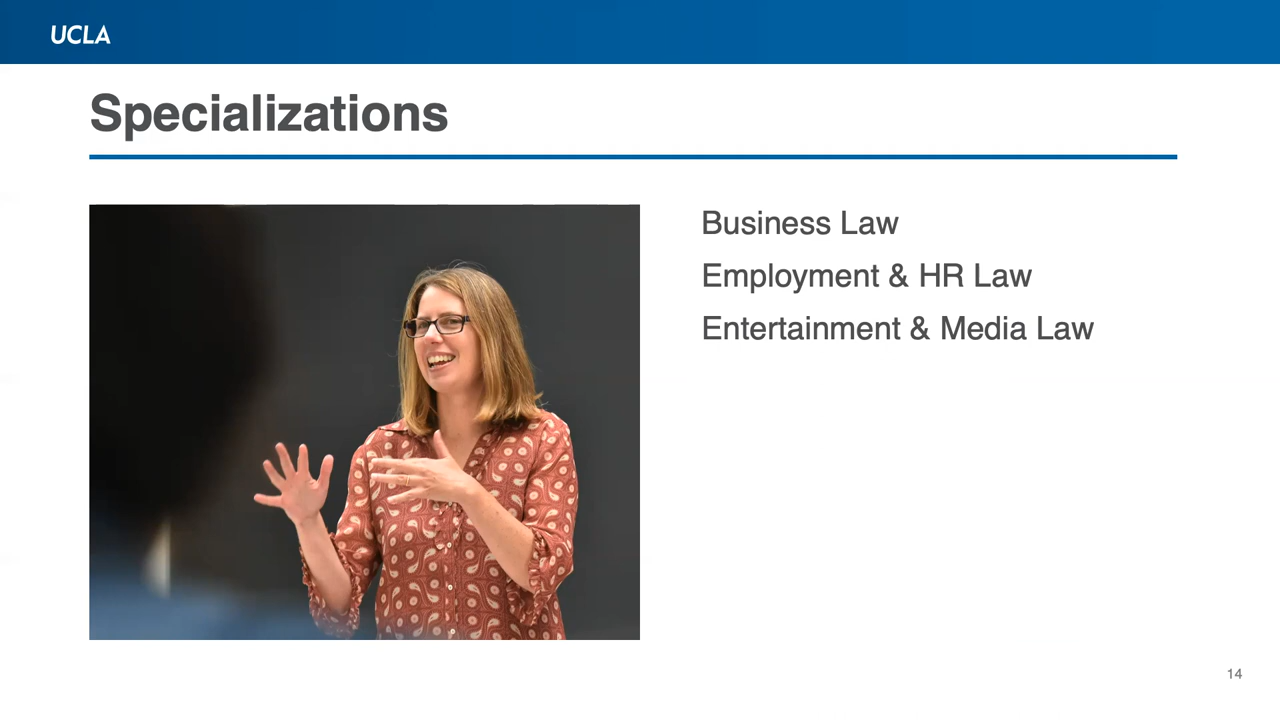 UCLA
Specializations
Business Law
Employment & HR Law
Entertainment & Media Law
14